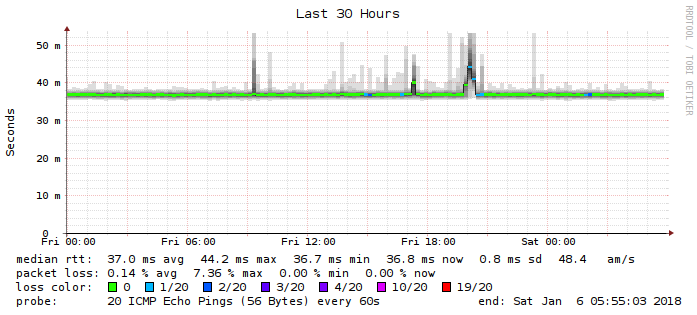 Last 30 Hours
RRDTOOL / TOBI OETIKER
Seconds
50 m
40 m
30 m
20 m
10 m
0
Fri 00:00 Fri 06:00 Fri 12:00 Fri 18:00 Sat 00:00
median rtt: 37.0 ms avg 44.2 ms max 36.7 ms min 36.8 ms now 0.8 ms sd 48.4 am/s
packet loss: 0.14 % avg 7.36 % max 0.00 % min 0.00 % now
loss color: 0 1/20 2/20 3/20 4/20 10/20 19/20
probe: 20 ICMP Echo Pings (56 Bytes) every 60s end: Sat Jan 6 05:55:03 2018